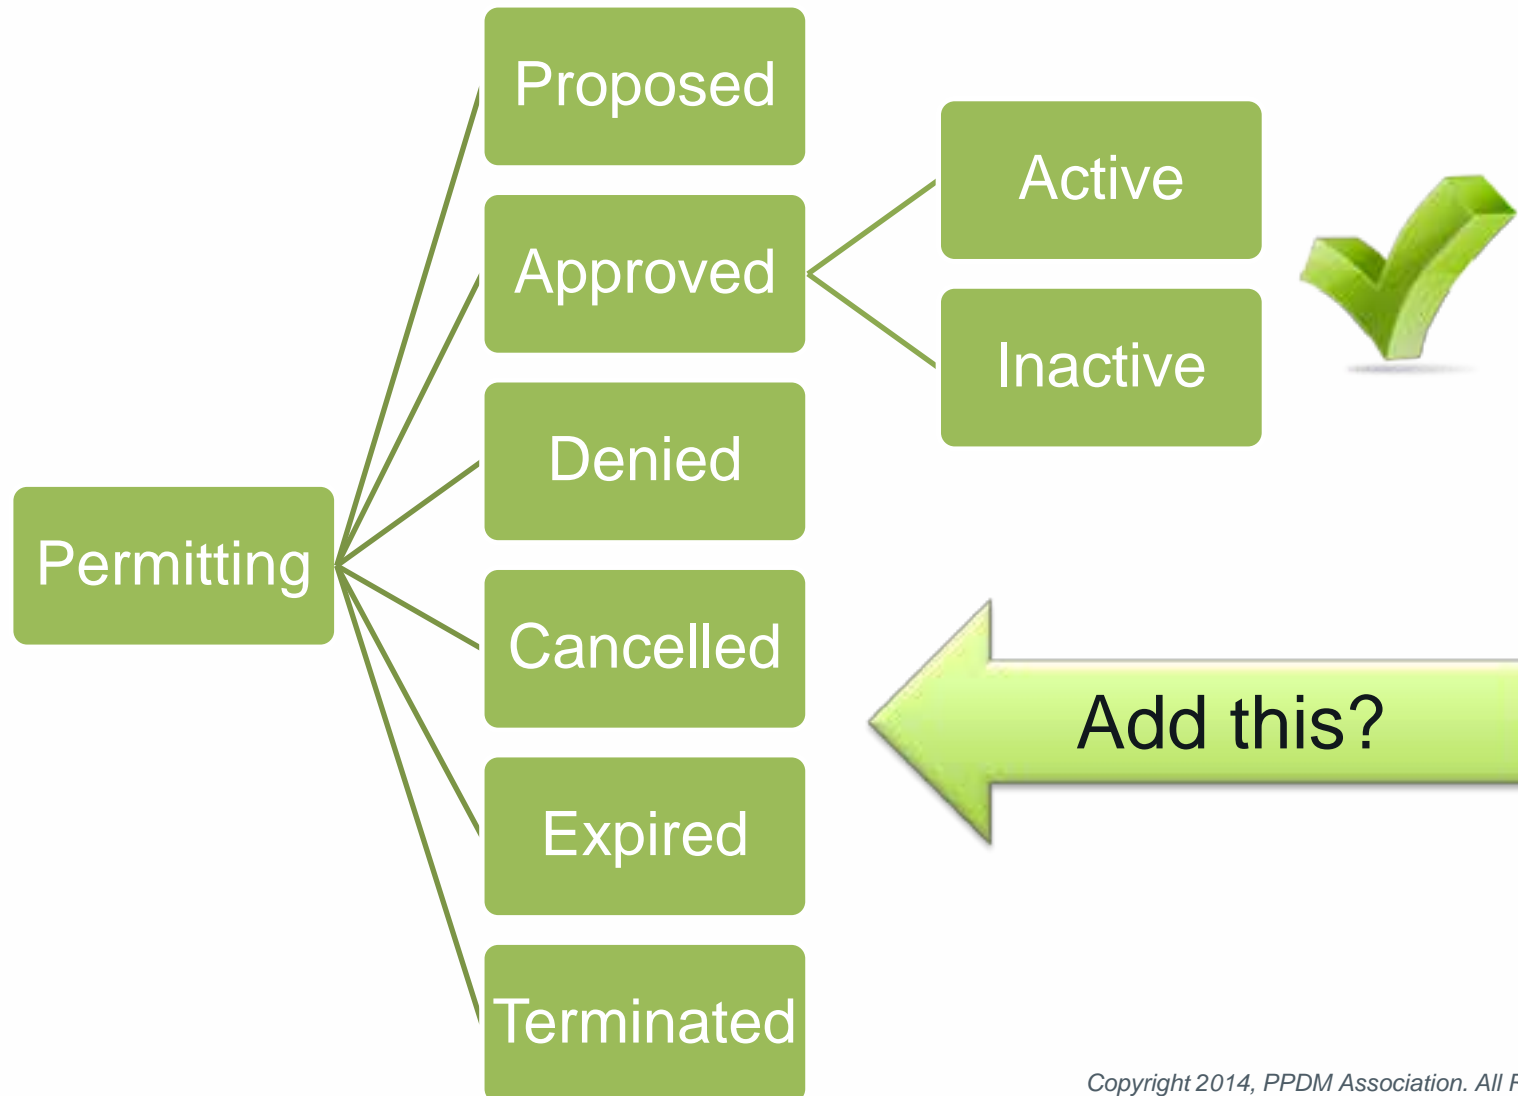 Proposed
Active
Approved
Inactive
Denied
Permitting
Cancelled
Add this?
Expired
Terminated
Copyright 2014, PPDM Association. All